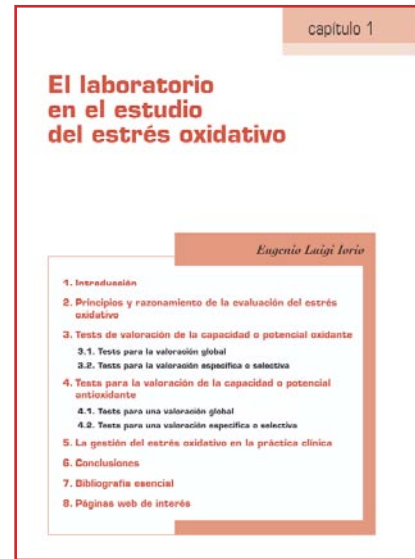 capítulo 1
El laboratorio
en el estudio
del estrés oxidativo
Eugenio Luigi Iorio
1. Introducción
2. Principios y razonamiento de la evaluación del estrés
oxidativo
3. Tests de valoración de la capacidad o potencial oxidante
3.1. Tests para la valoración global
3.2. Tests para la valoración específica o selectiva
4. Tests para la valoración de la capacidad o potencial
antioxidante
4.1. Tests para una valoración global
4.2. Tests para una valoración específica o selectiva
5. La gestión del estrés oxidativo en la práctica clínica
6. Conclusiones
7. Bibliografía esencial
8. Páginas web de interés